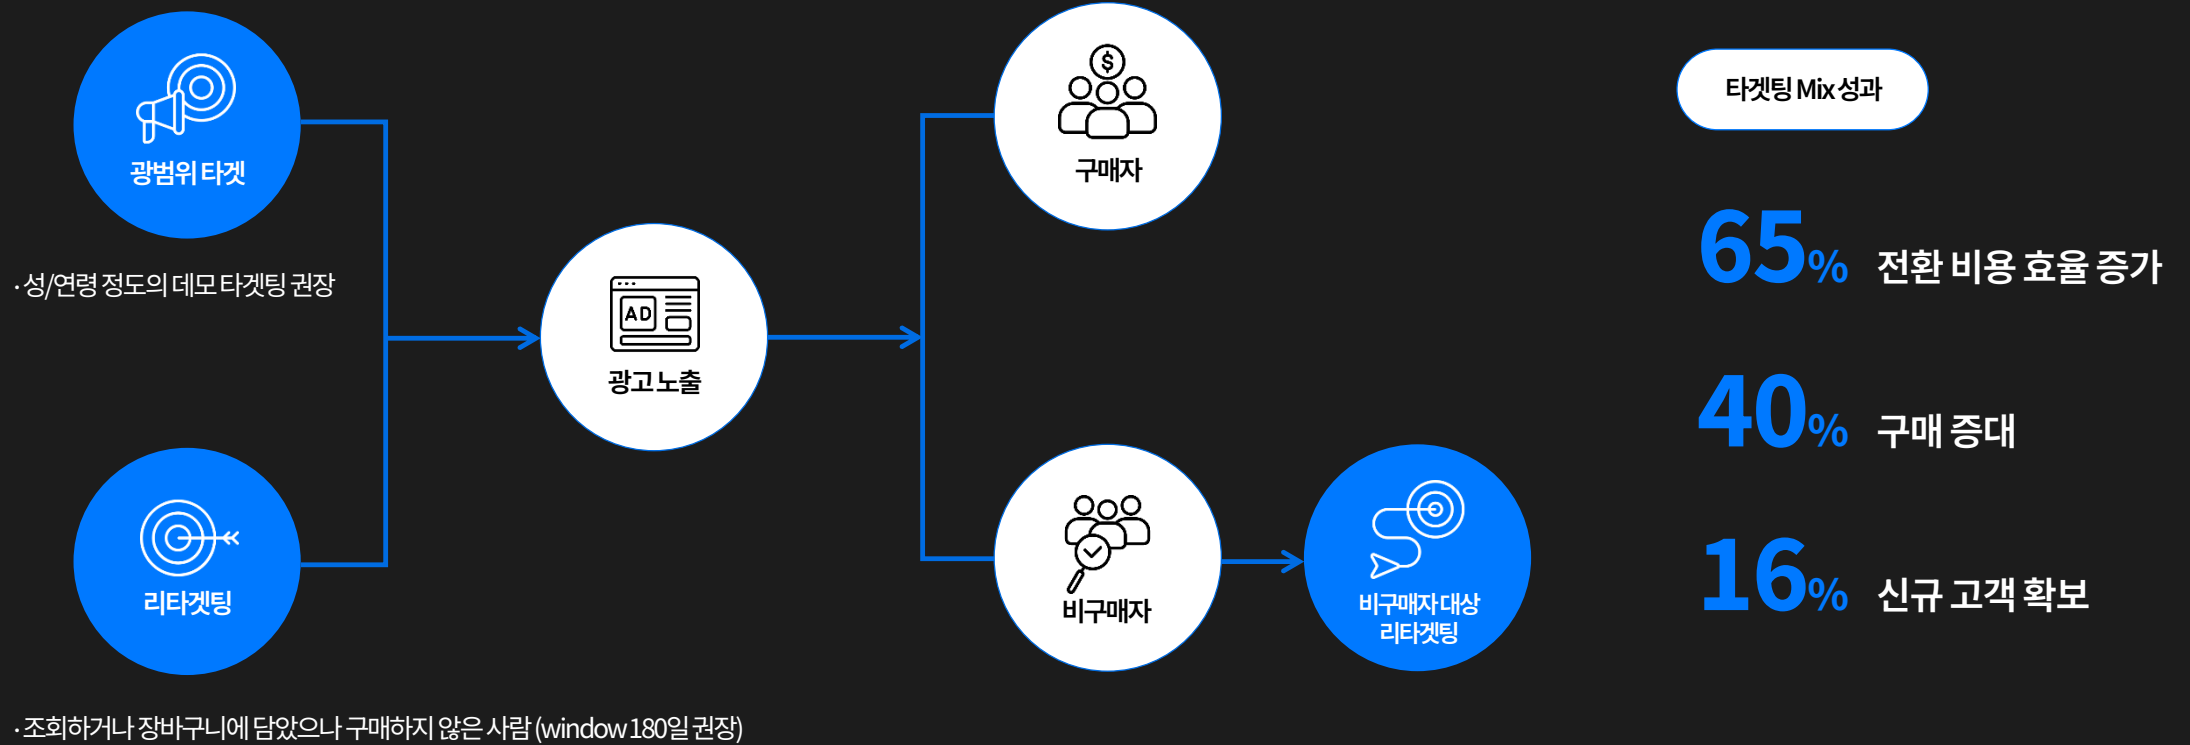 광범위 타겟
· 성/연령 정도의 데모 타겟팅 권장
리타겟팅
· 조회하거나 장바구니에 담았으나 구매하지 않은 사람 (window 180일 권장)
AD
광고 노출
$
구매자
비구매자
비구매자 대상
리타겟팅
타겟팅 Mix 성과
65% 전환 비용 효율 증가
40% 구매 증대
16% 신규 고객 확보